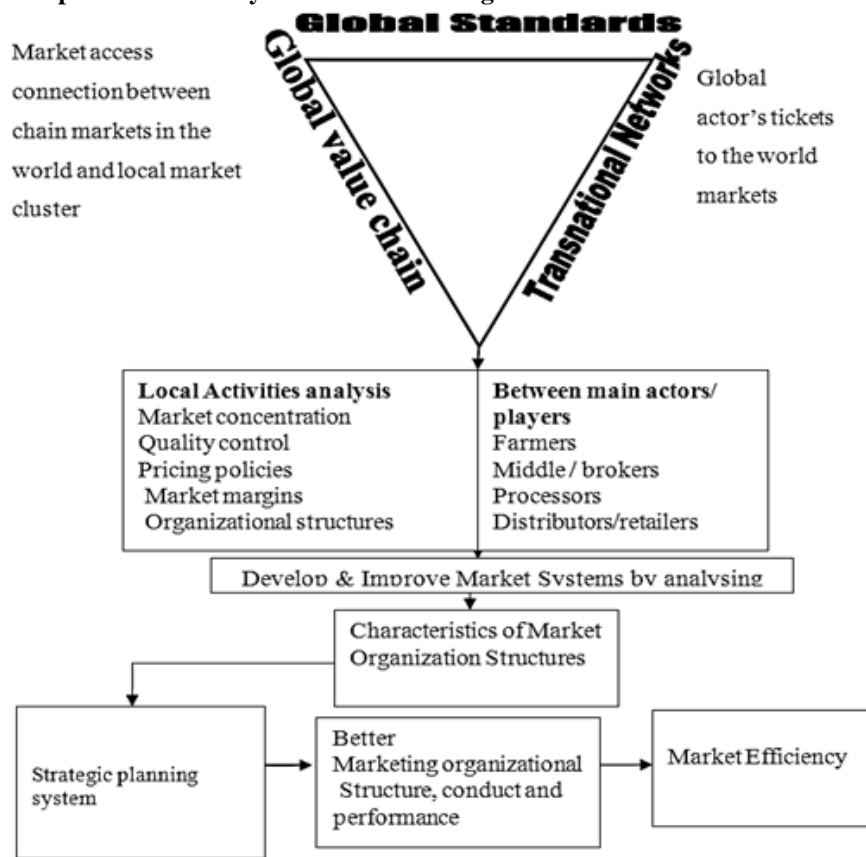 Global Standards
Market access
connection between
chain markets in the
world and local market
cluster
Global value chain
Transnational Networks
Global
actor's tickets
to the world
markets
Local Activities analysis
Market concentration
Quality control
Pricing policies
Market margins
Organizational structures
Between main actors/
players
Farmers
Middle / brokers
Processors
Distributors/retailers
Develop & Improve Market Systems by analysing
Characteristics of Market
Organization Structures
Strategic planning
system
Better
Marketing organizational
Structure, conduct and
performance
Market Efficiency